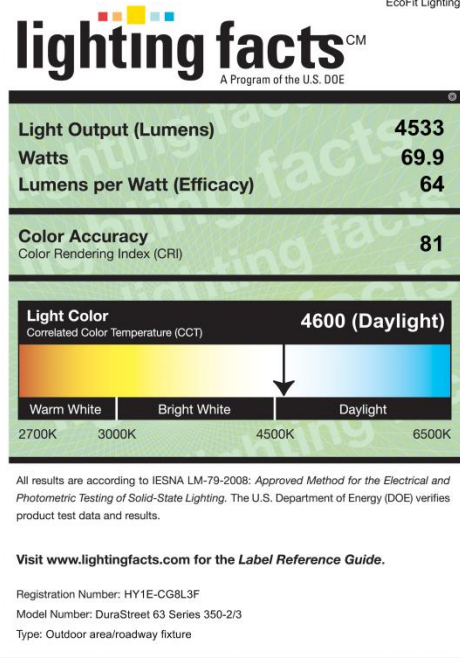 EcoFit Lighting
lighting facts CM
A Program of the U.S. DOE
Light Output (Lumens) 4533
Watts 69.9
Lumens per Watt (Efficacy) 64
Color Accuracy
Color Rendering Index (CRI) 81
Light Color
Correlated Color Temperature (CCT) 4600 (Daylight)
Warm White Bright White Daylight
2700K 3000K 4500K 6500K
All results are according to IESNA LM-79-2008: Approved Method for the Electrical and
Photometric Testing of Solid-State Lighting. The U.S. Department of Energy (DOE) verifies
product test data and results.
Visit www.lightingfacts.com for the Label Reference Guide.
Registration Number: HY1E-CG8L3F
Model Number: DuraStreet 63 Series 350-2/3
Type: Outdoor area/roadway fixture